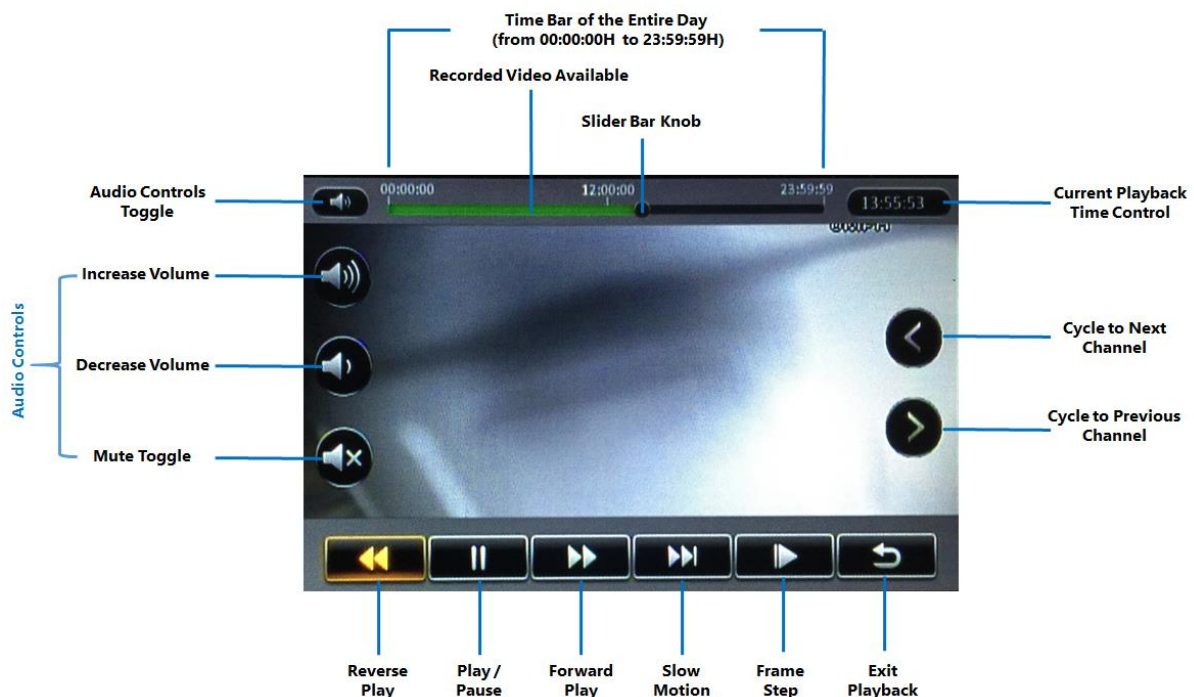 Time Bar of the Entire Day
(from 00:00:00H to 23:59:59H)
Recorded Video Available
Slider Bar Knob
Audio Controls
Toggle
00:00:00
12:00:00
23:59:59
13:55:53
Current Playback
Time Control
0MPH
Audio Controls
Increase Volume
Decrease Volume
Mute Toggle
Cycle to Next
Channel
Cycle to Previous
Channel
Reverse
Play
Play /
Pause
Forward
Play
Slow
Motion
Frame
Step
Exit
Playback